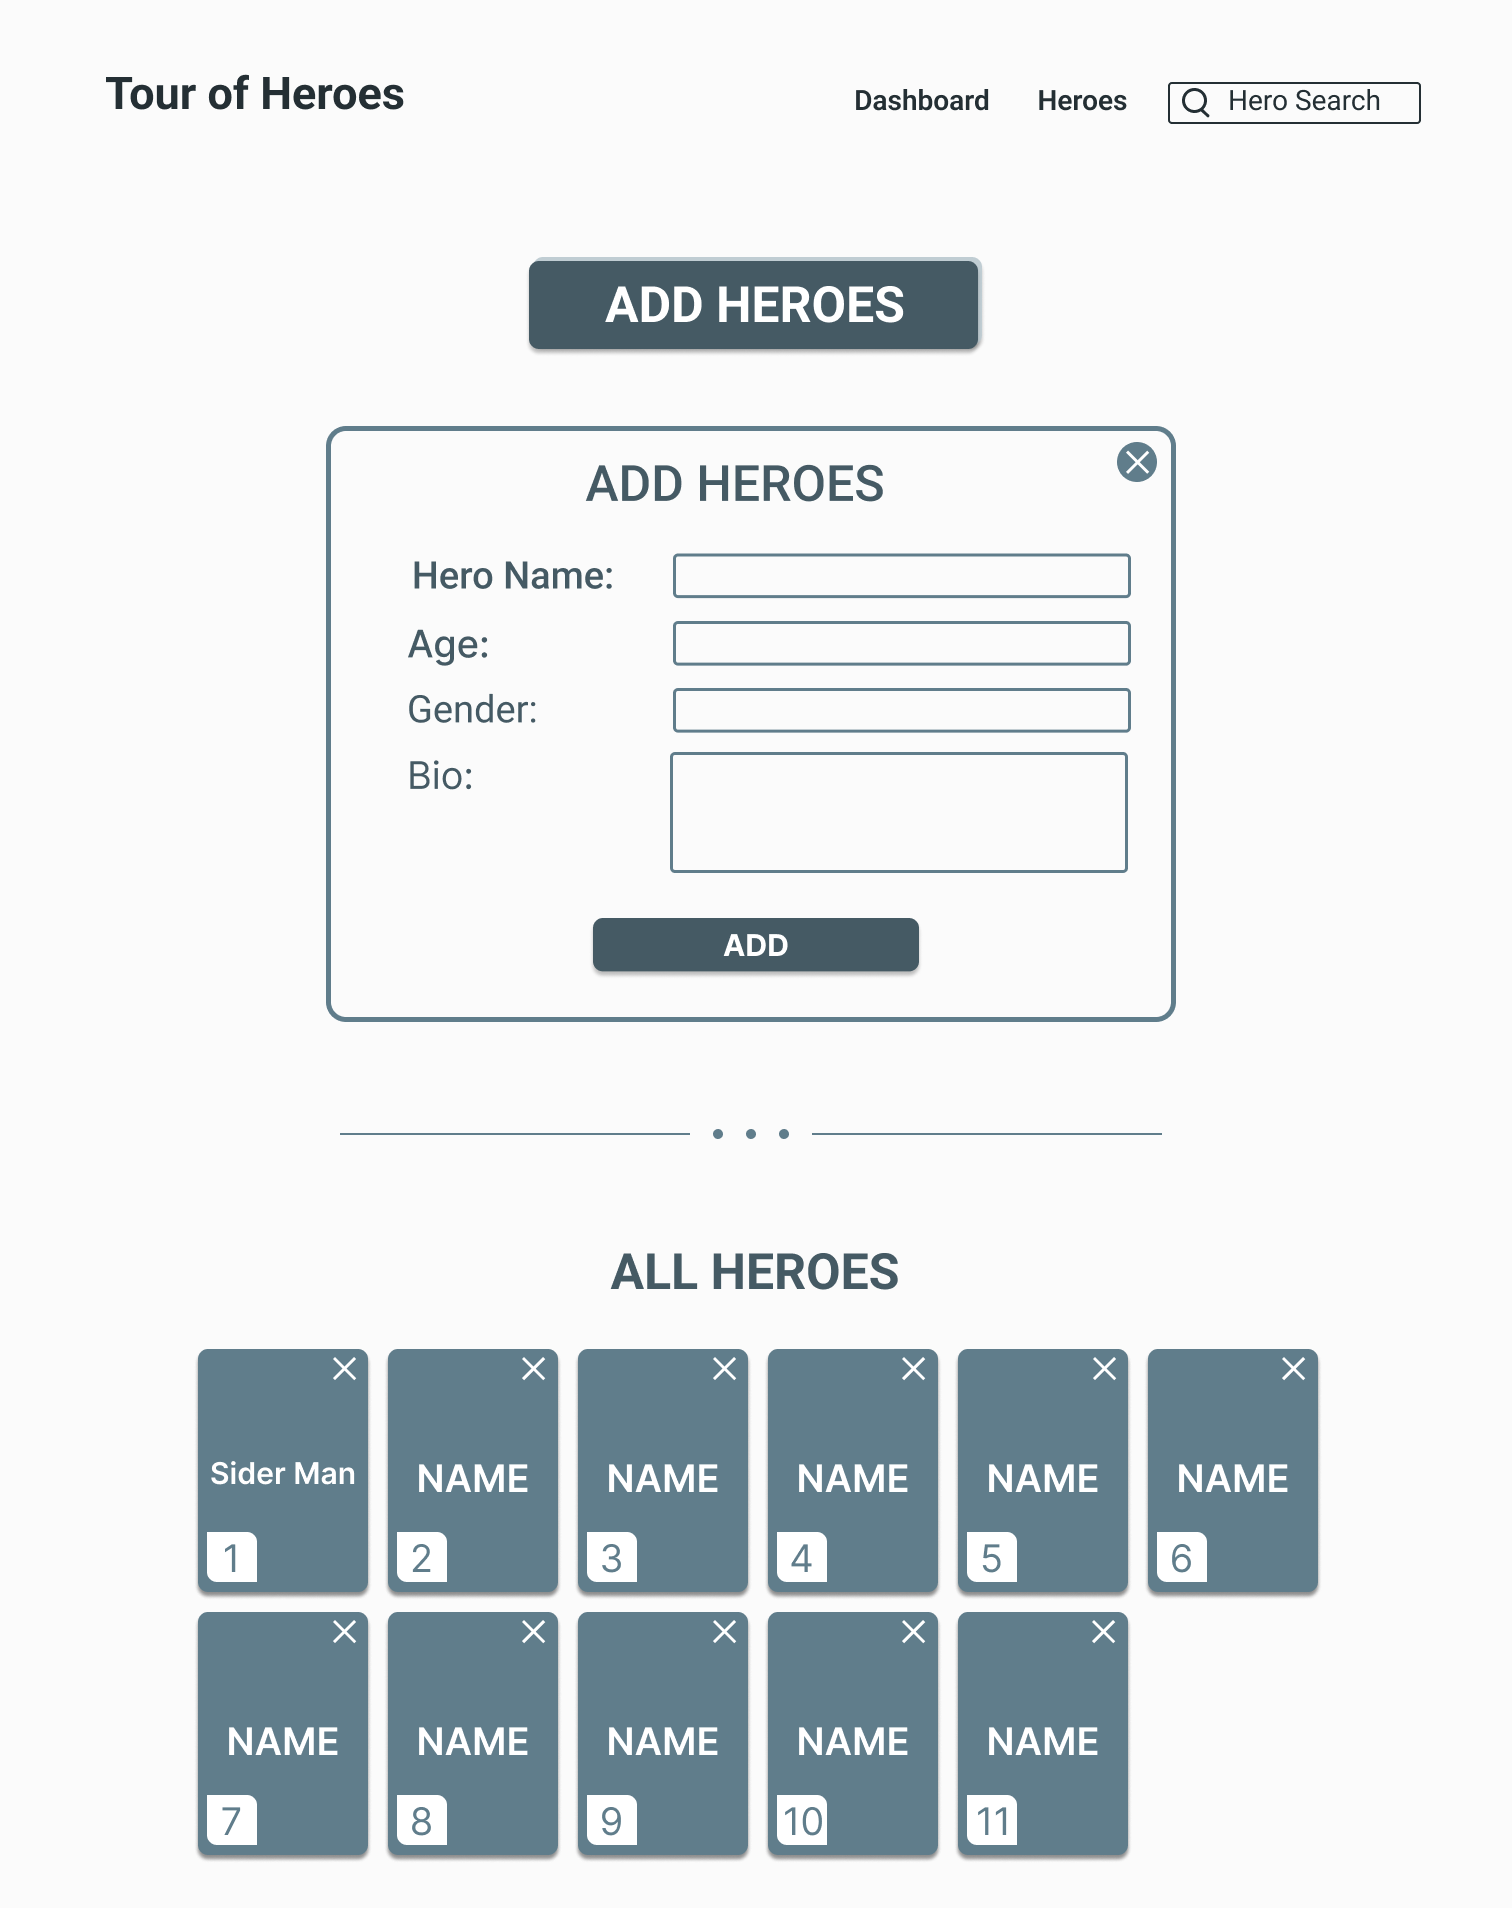 Tour of Heroes
Dashboard Heroes Hero Search
ADD HEROES
ADD HEROES
Hero Name:
Age:
Gender:
Bio:
ADD
ALL HEROES
Sider Man NAME NAME NAME NAME NAME
1 2 3 4 5 6
NAME NAME NAME NAME NAME
7 8 9 10 11